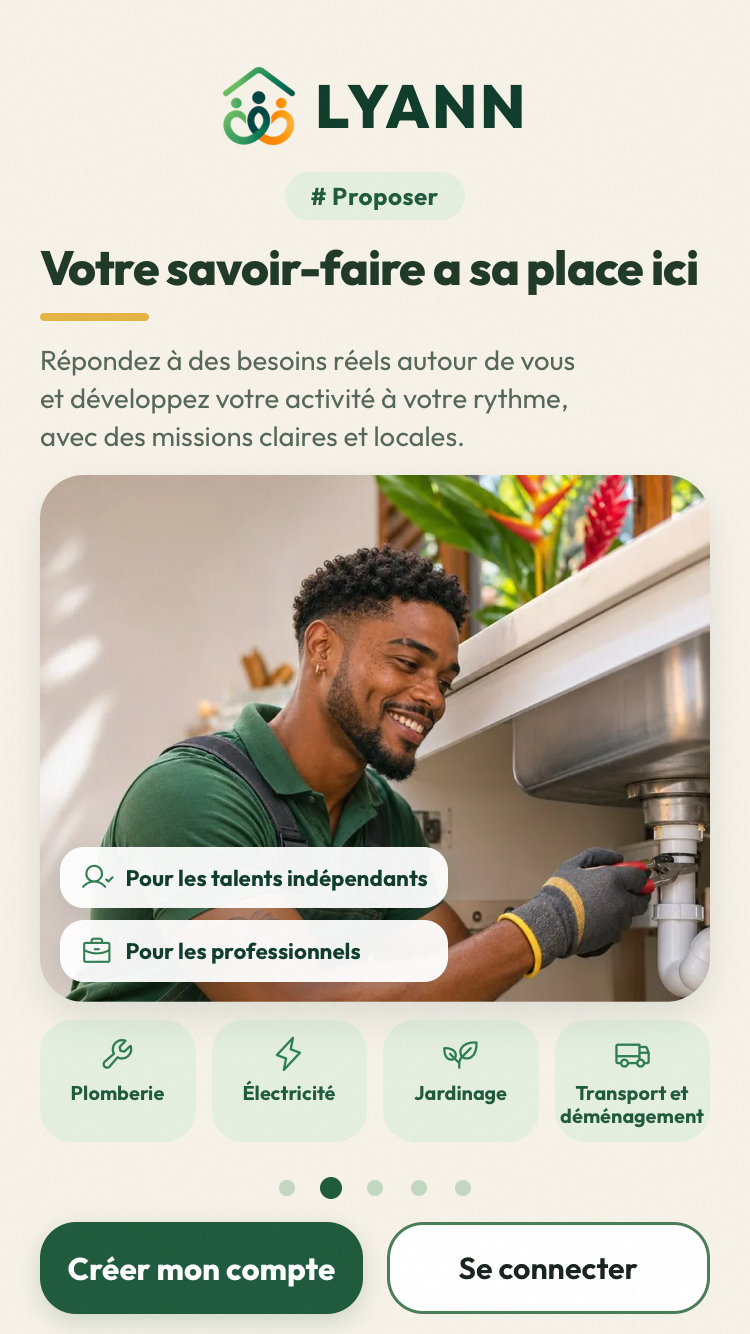 LYANN
# Proposer
Votre savoir-faire a sa place ici
Répondez à des besoins réels autour de vous
et développez votre activité à votre rythme,
avec des missions claires et locales.
Pour les talents indépendants
Pour les professionnels
Plomberie
Électricité
Jardinage
Transport et
déménagement
Créer mon compte
Se connecter